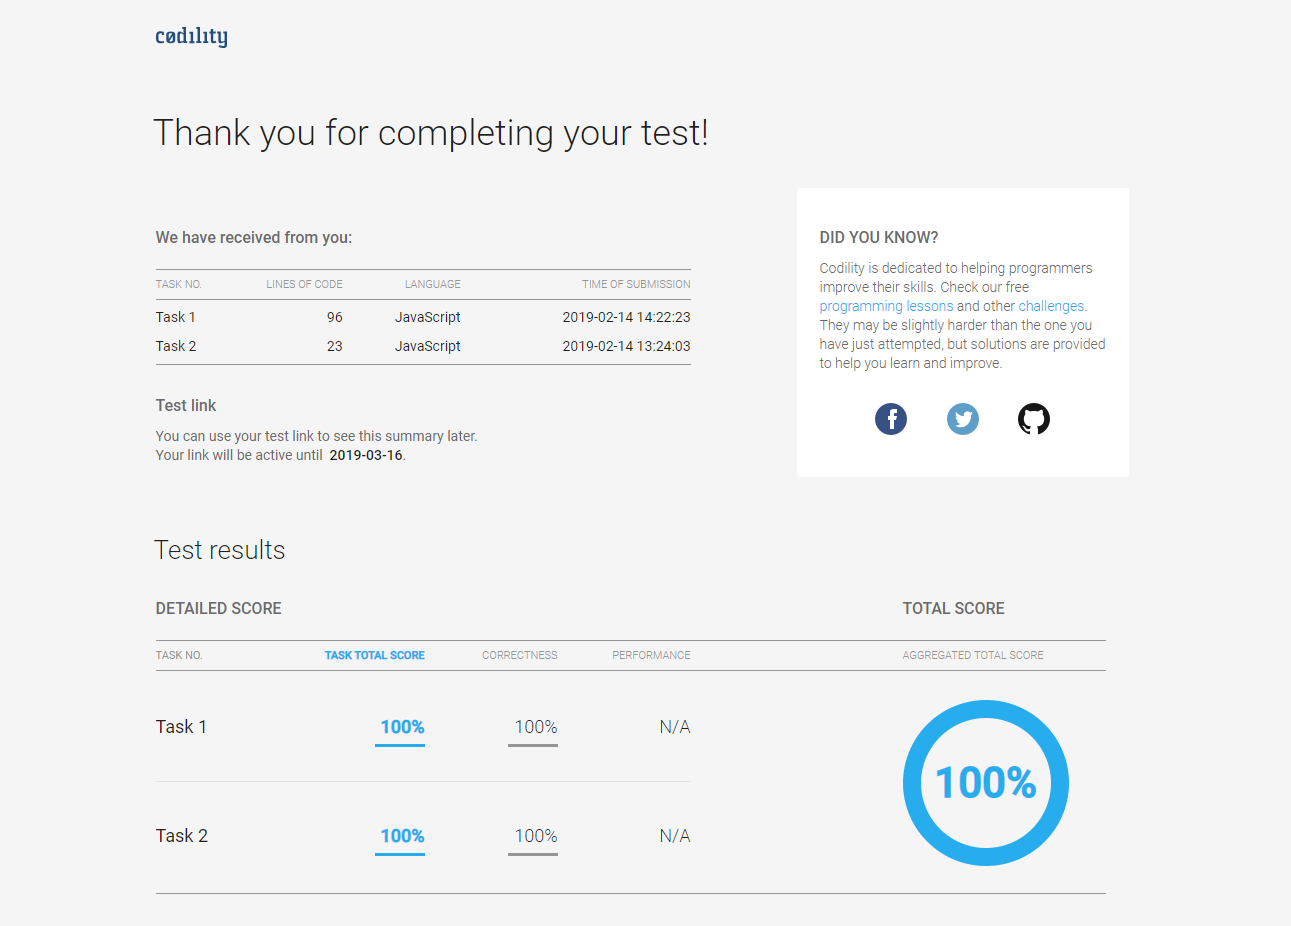 cødılıty
Thank you for completing your test!
We have received from you:
TASK NO. LINES OF CODE LANGUAGE TIME OF SUBMISSION
Task 1 96 JavaScript 2019-02-14 14:22:23
Task 2 23 JavaScript 2019-02-14 13:24:03
Test link
You can use your test link to see this summary later.
Your link will be active until 2019-03-16.
DID YOU KNOW?
Codility is dedicated to helping programmers
improve their skills. Check our free
programming lessons and other challenges.
They may be slightly harder than the one you
have just attempted, but solutions are provided
to help you learn and improve.
Test results
DETAILED SCORE
TASK NO. TASK TOTAL SCORE CORRECTNESS PERFORMANCE
Task 1 100% 100% N/A
Task 2 100% 100% N/A
TOTAL SCORE
AGGREGATED TOTAL SCORE
100%